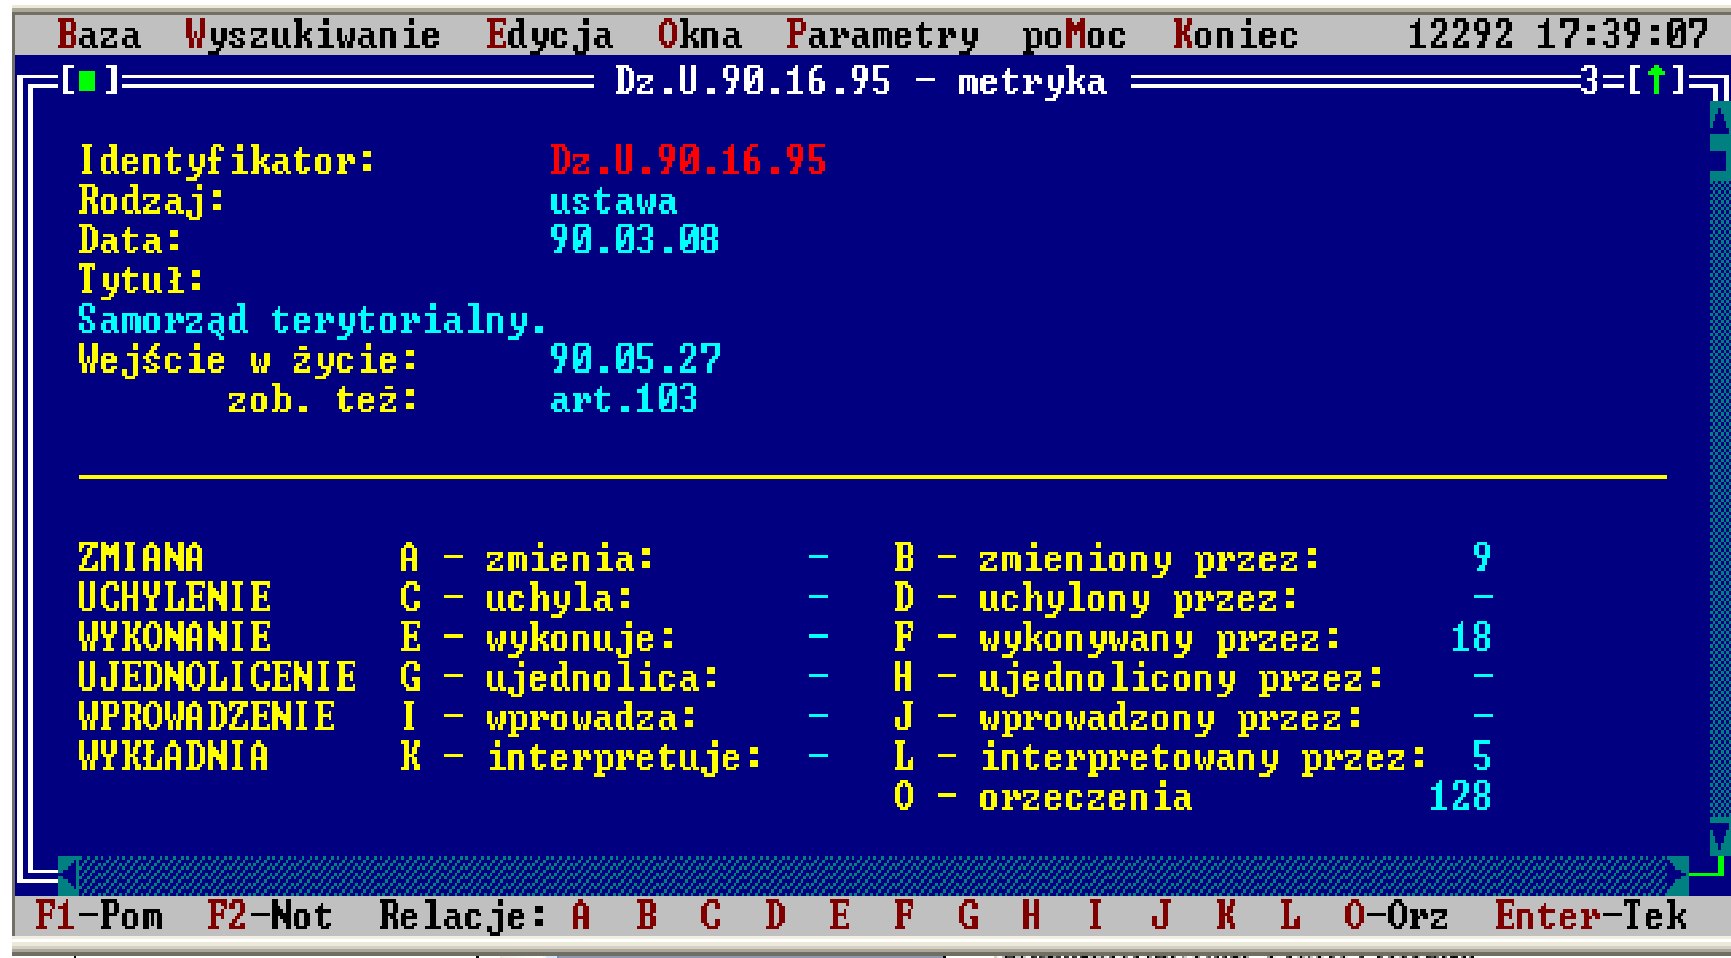 Baza Wyszukiwanie Edycja Okna Parametry poMoc Koniec 12292 17:39:07
[■] Dz.U.90.16.95 - metryka 3=[↑]
Identyfikator: Dz.U.90.16.95
Rodzaj: ustawa
Data: 90.03.08
Tytuł:
Samorząd terytorialny.
Wejście w życie: 90.05.27
zob. też: art.103
ZMIANA A - zmienia: - B - zmieniony przez: 9
UCHYLENIE C - uchyla: - D - uchylony przez: -
WYKONANIE E - wykonuje: - F - wykonywany przez: 18
UJEDNOLICENIE G - ujednolica: - H - ujednolicony przez: -
WPROWADZENIE I - wprowadza: - J - wprowadzony przez: -
WYKŁADNIA K - interpretuje: - L - interpretowany przez: 5
O - orzeczenia 128
F1-Pom F2-Not Relacje: A B C D E F G H I J K L O-Orz Enter-Tek